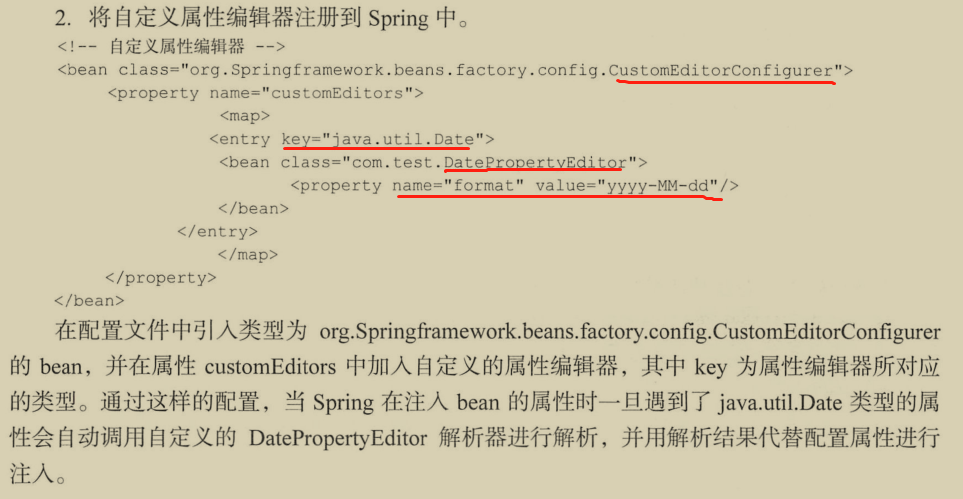 2. 将自定义属性编辑器注册到 Spring 中。
<!-- 自定义属性编辑器 -->
<bean class="org.Springframework.beans.factory.config.CustomEditorConfigurer">
<property name="customEditors">
<map>
<entry key="java.util.Date">
<bean class="com.test.DatePropertyEditor">
<property name="format" value="yyyy-MM-dd"/>
</bean>
</entry>
</map>
</property>
</bean>
在配置文件中引入类型为 org.Springframework.beans.factory.config.CustomEditorConfigurer
的 bean，并在属性 customEditors 中加入自定义的属性编辑器，其中 key 为属性编辑器所对应
的类型。通过这样的配置，当 Spring 在注入 bean 的属性时一旦遇到了 java.util.Date 类型的属
性会自动调用自定义的 DatePropertyEditor 解析器进行解析，并用解析结果代替配置属性进行
注入。